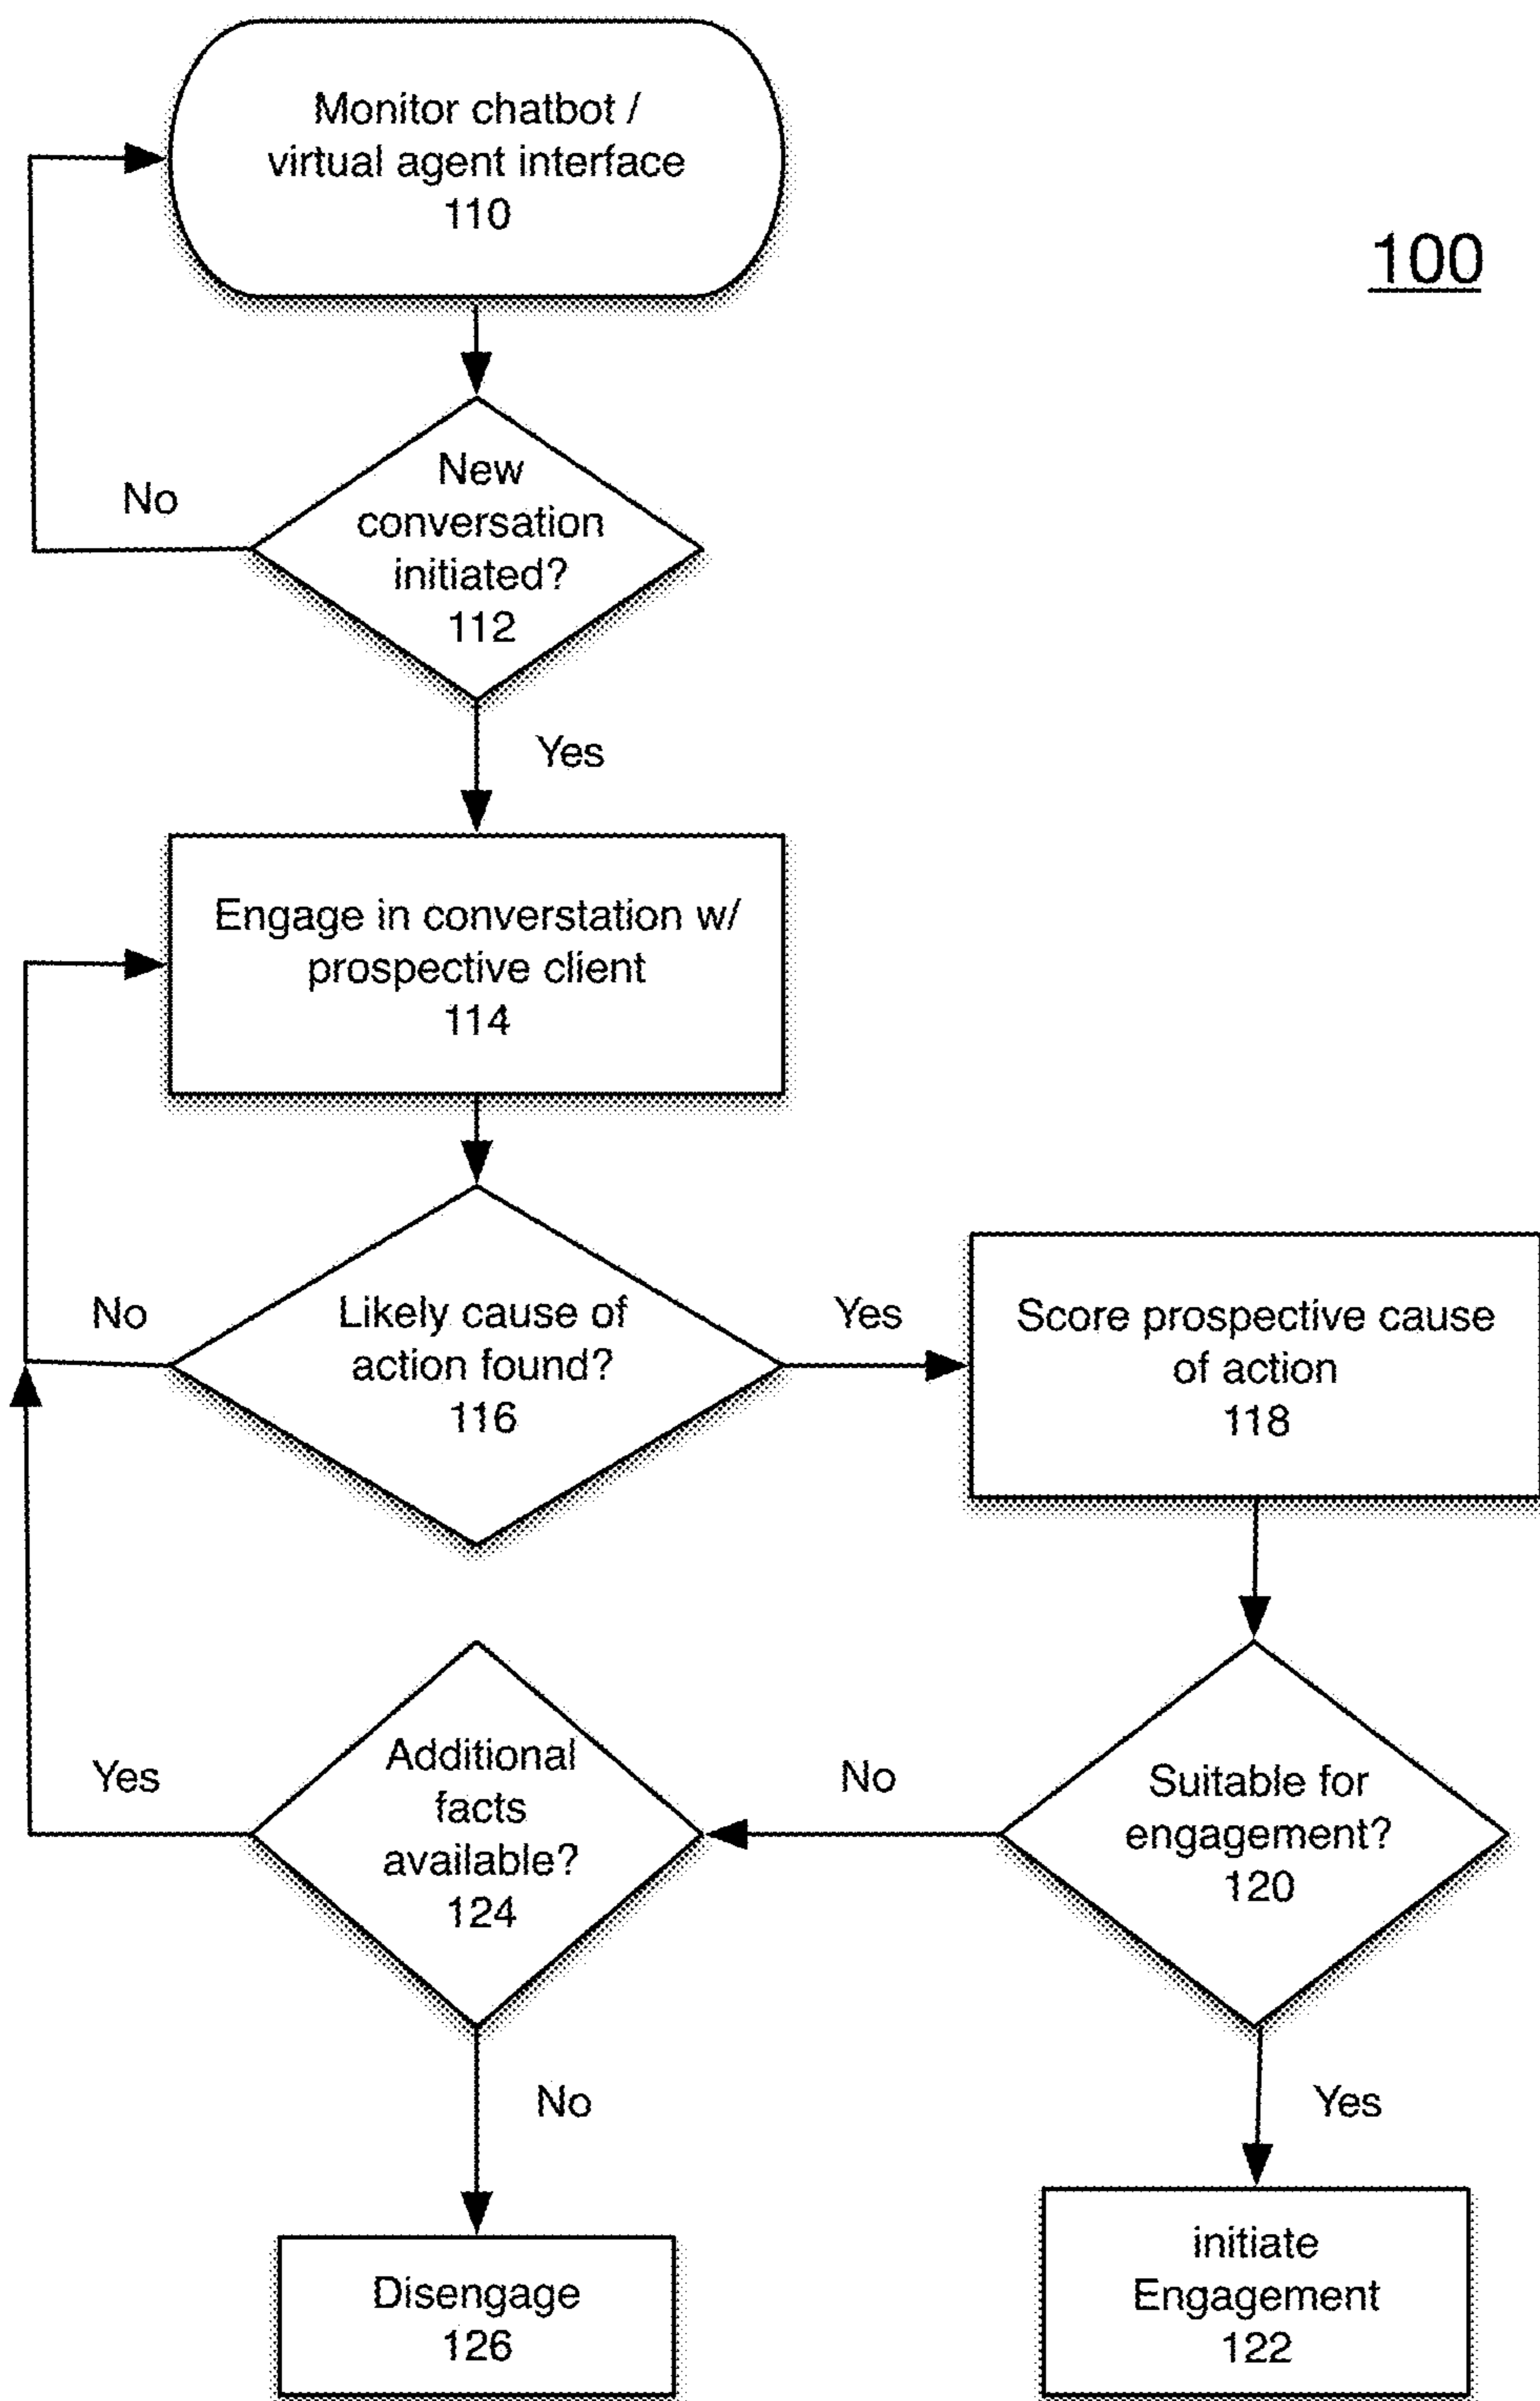 Monitor chatbot /
virtual agent interface
110
100
New
conversation
initiated?
112
No
Yes
Engage in converstation w/
prospective client
114
Likely cause of
action found?
116
No
Yes
Score prospective cause
of action
118
Suitable for
engagement?
120
No
Yes
Additional
facts
available?
124
Yes
No
Disengage
126
initiate
Engagement
122